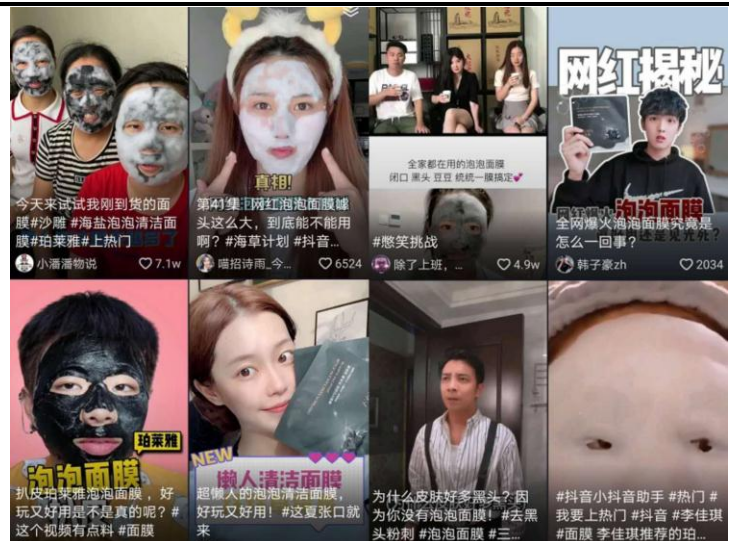 今天来试试我刚到货的面
膜#沙雕 #海盐泡泡清洁面
膜#珀莱雅#上热门
小潘潘物说
7.1w
真相!
第41集 | 网红泡泡面膜噱
头这么大，到底能不能用
啊？#海草计划 #抖音...
喵招诗雨_今...
6524
全家都在用的泡泡面膜
闭口 黑头 豆豆 统统一膜搞定
#憋笑挑战
除了上班，...
4.9w
网红揭秘
泡泡面膜
全网爆火泡泡面膜究竟是
怎么一回事？
韩子豪zh
2034
珀莱雅
泡泡面膜
扒皮珀莱雅泡泡面膜，好
玩又好用是不是真的呢？#
这个视频有点料 #面膜
NEW
懒人清洁面膜
超懒人的泡泡清洁面膜，
好玩又好用！#这夏张口就
来
为什么皮肤好多黑头？因
为你没有泡泡面膜！#去黑
头粉刺 #泡泡面膜 #三...
#抖音小抖音助手 #热门 #
我要上热门 #抖音 #李佳琪
#面膜 李佳琪推荐的珀...